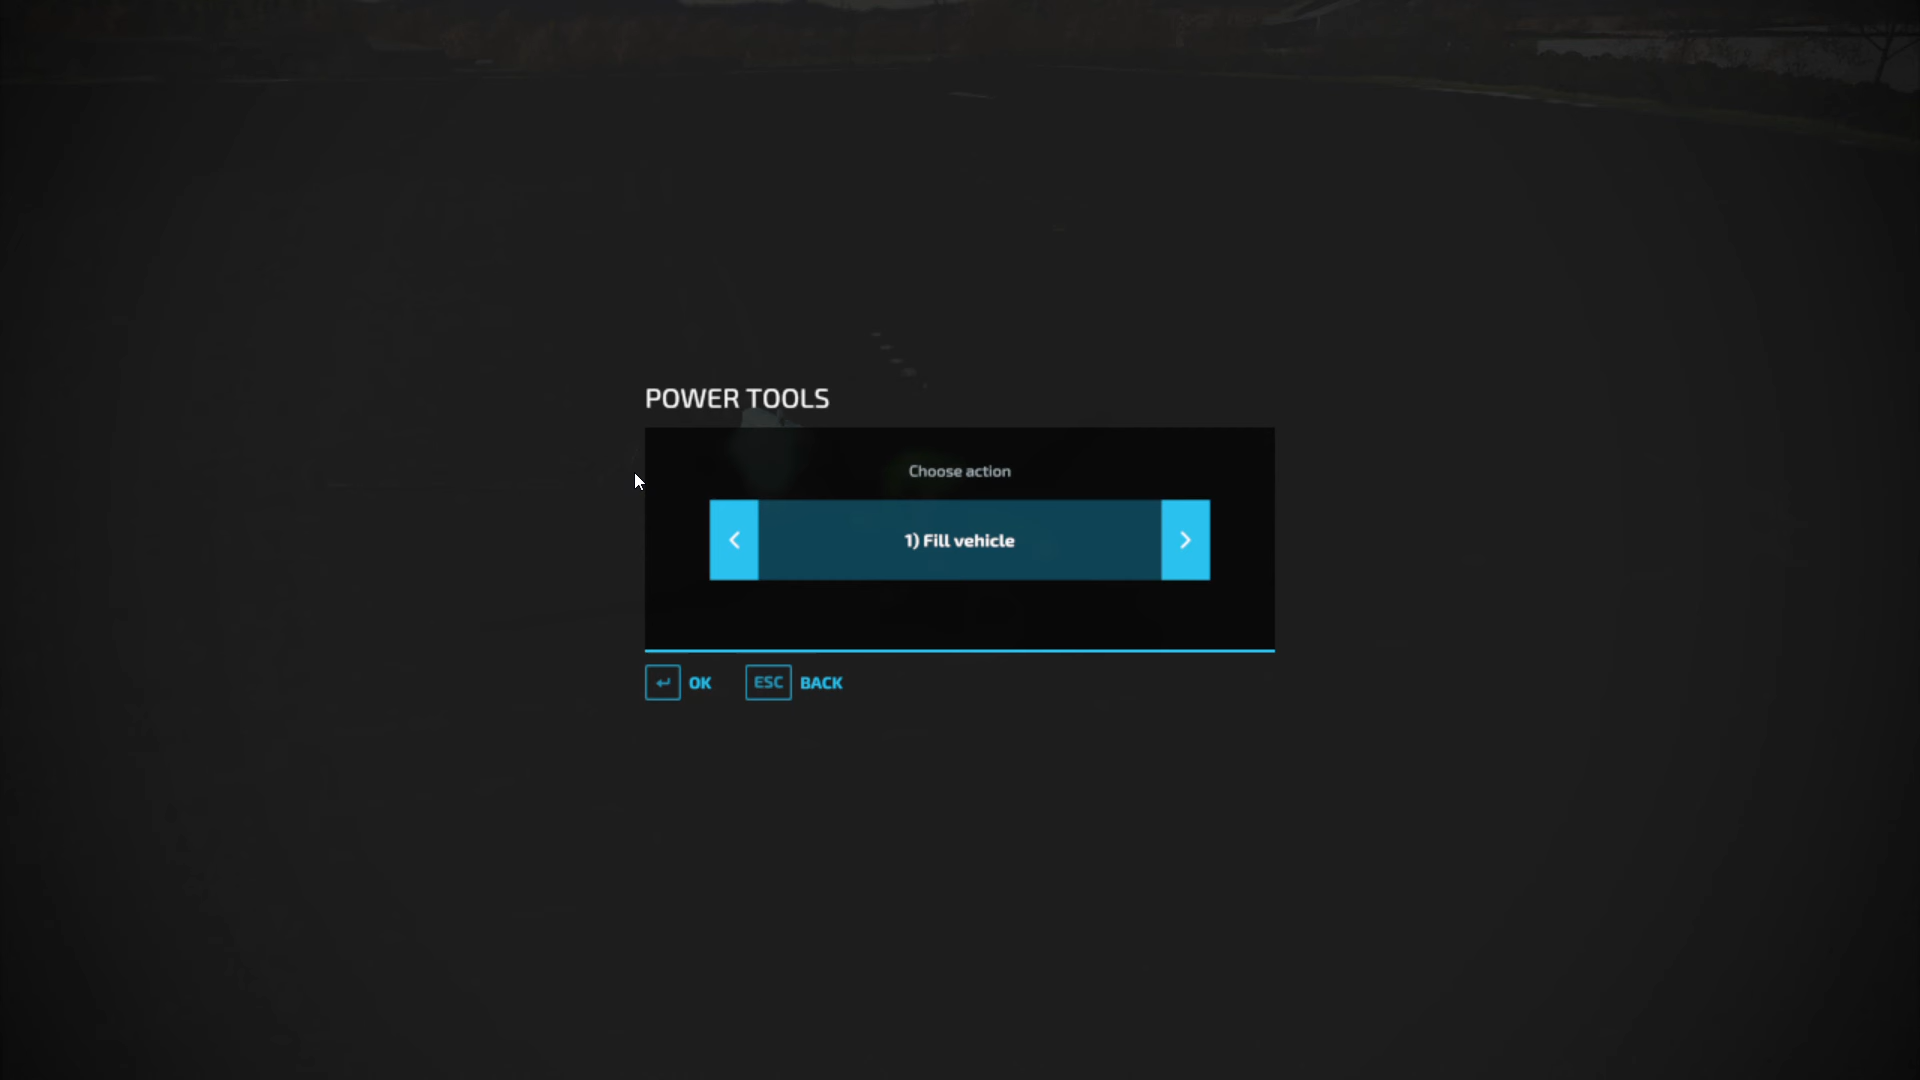 POWER TOOLS
Choose action
1) Fill vehicle
OK
ESC BACK